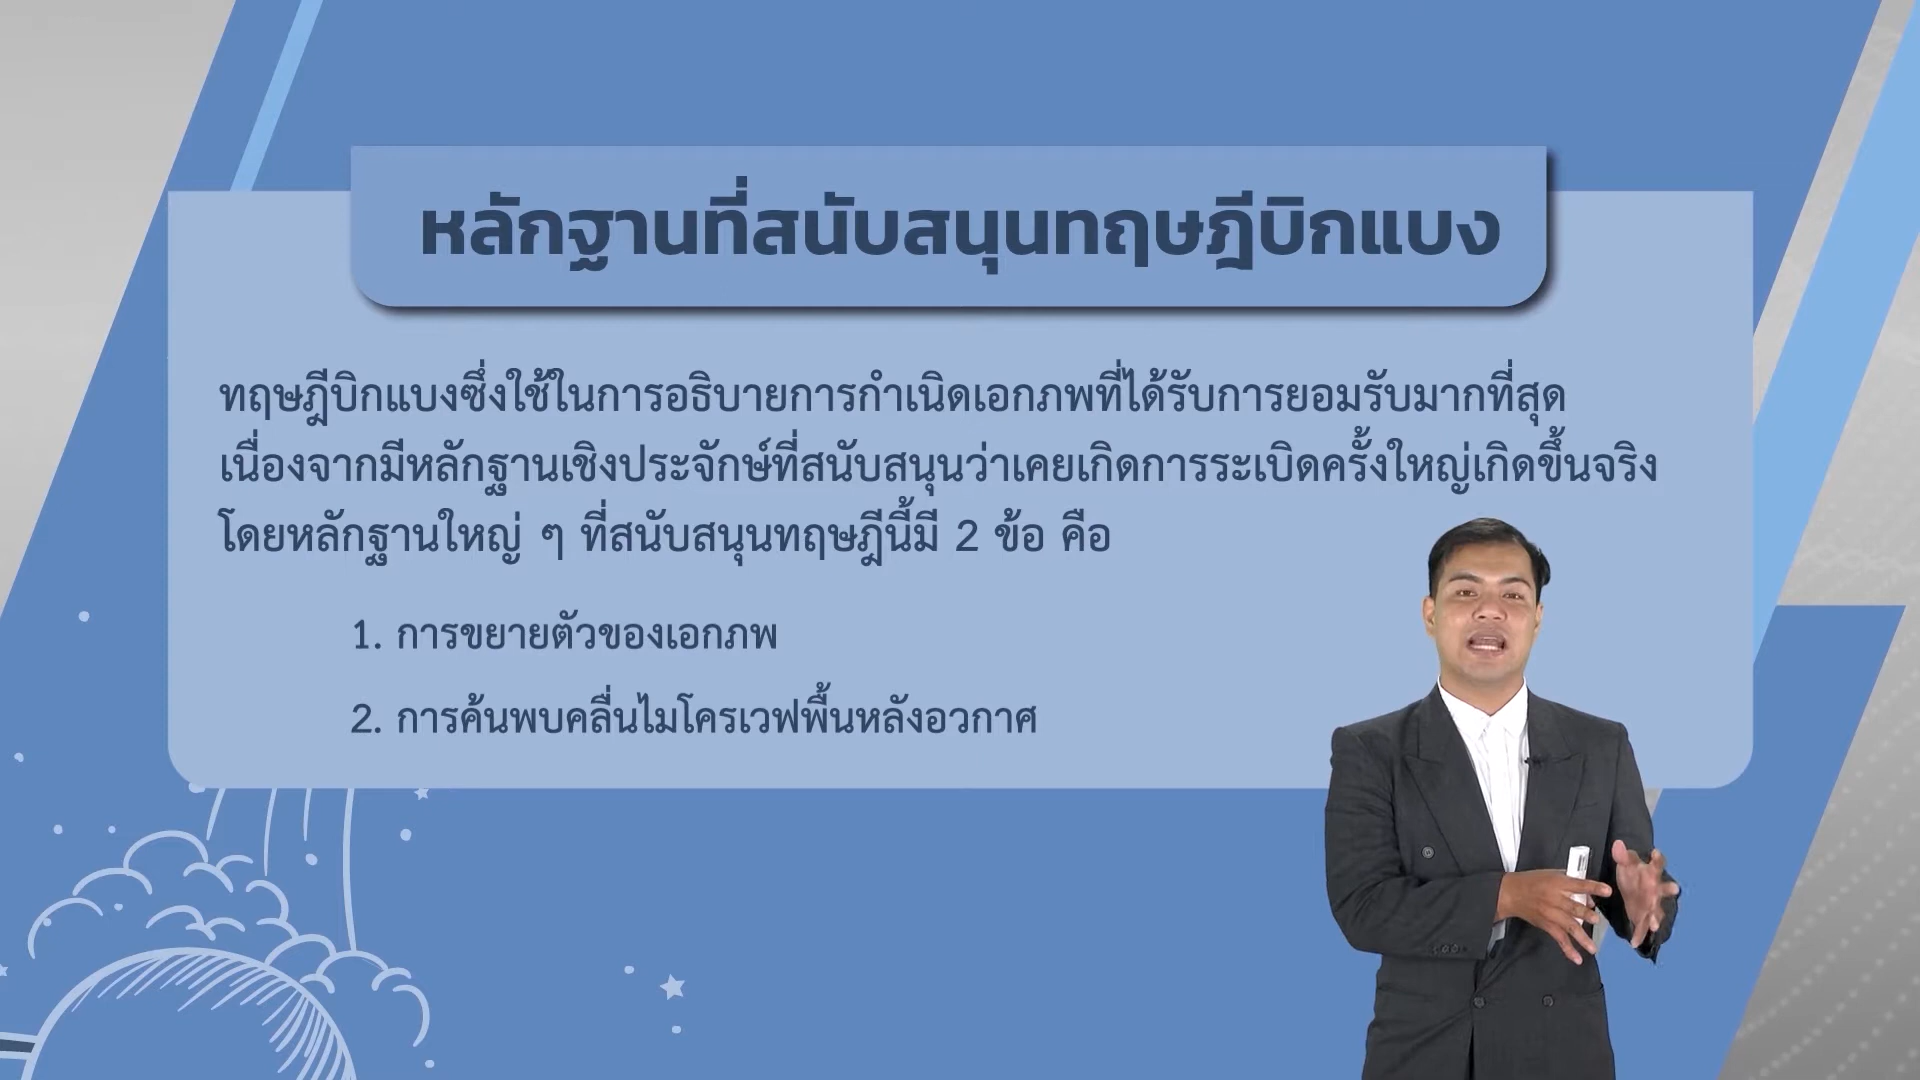 หลักฐานที่สนับสนุนทฤษฎีบิกแบง
ทฤษฎีบิกแบงซึ่งใช้ในการอธิบายการกำเนิดเอกภพที่ได้รับการยอมรับมากที่สุด
เนื่องจากมีหลักฐานเชิงประจักษ์ที่สนับสนุนว่าเคยเกิดการระเบิดครั้งใหญ่เกิดขึ้นจริง
โดยหลักฐานใหญ่ ๆ ที่สนับสนุนทฤษฎีนี้มี 2 ข้อ คือ
1. การขยายตัวของเอกภพ
2. การค้นพบคลื่นไมโครเวฟพื้นหลังอวกาศ